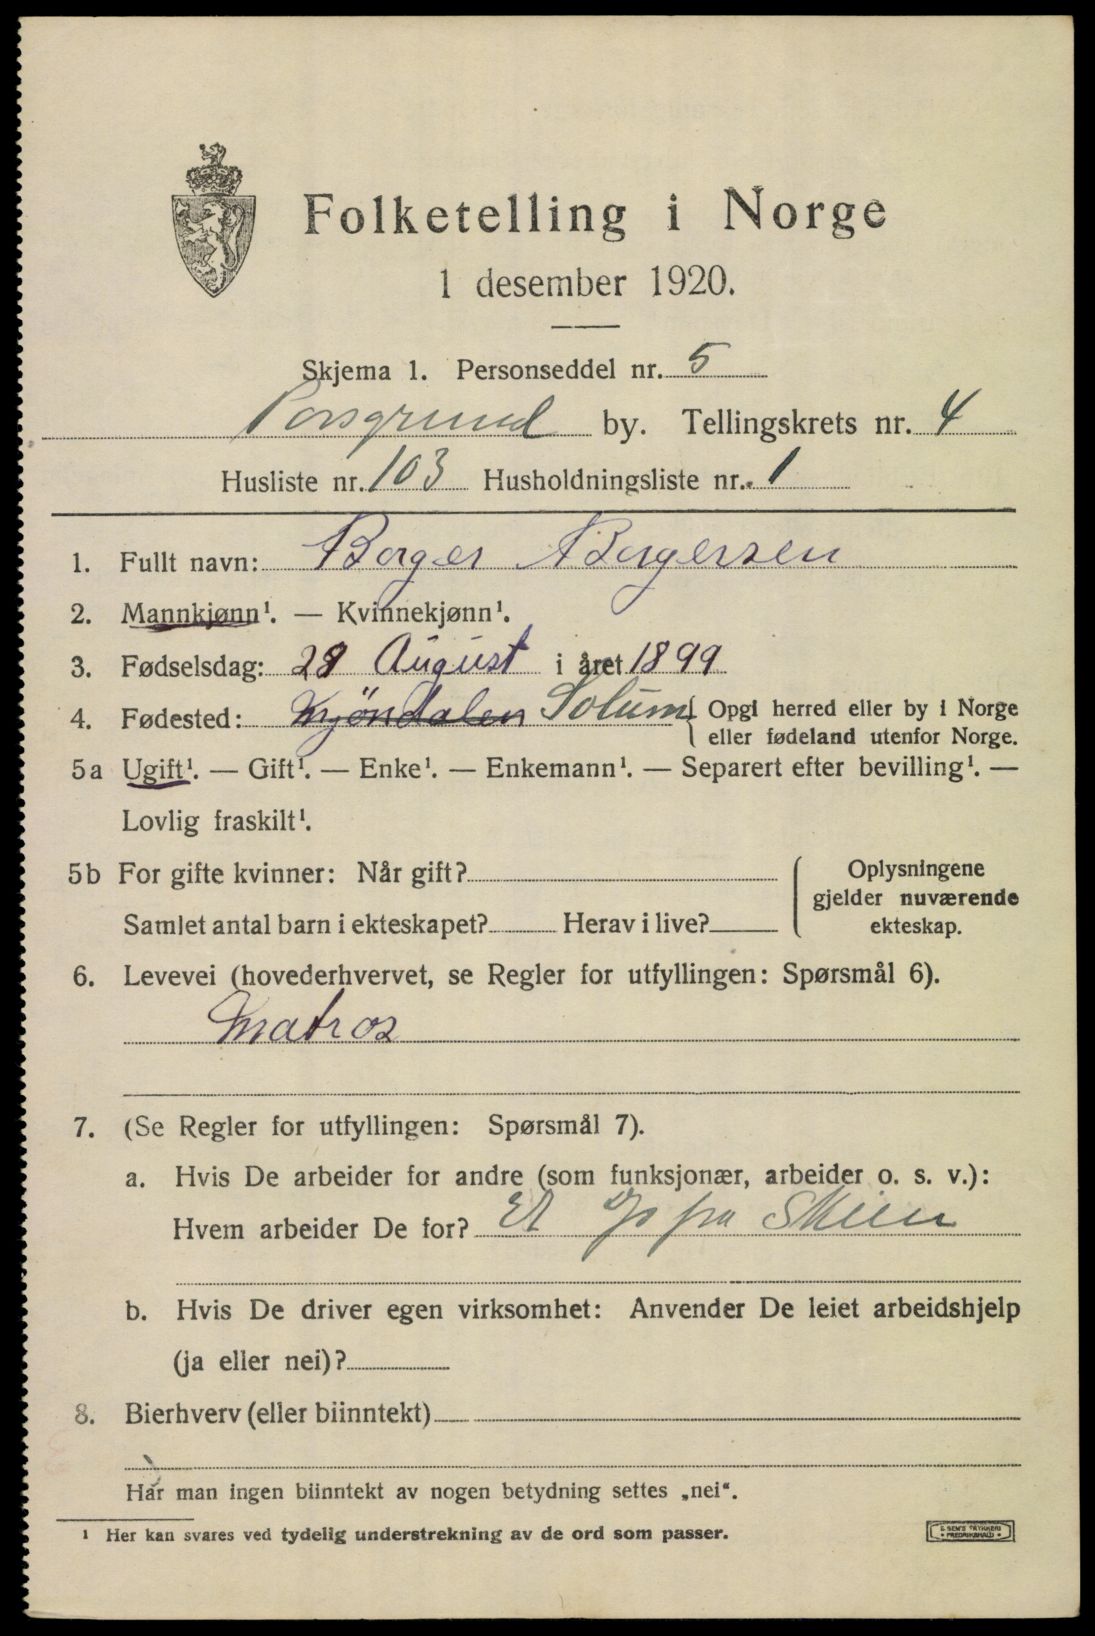 Folketelling i Norge
1 desember 1920.
Skjema 1. Personseddel nr. 5
Porsgrund by. Tellingskrets nr. 4
Husliste nr. 103 Husholdningsliste nr. 1
1. Fullt navn: Borger Borgersen
2. Mannkjønn¹. — Kvinnekjønn¹.
3. Fødselsdag: 28 August i året 1899
4. Fødested: Mjöndalen Solum { Opgi herred eller by i Norge
eller fødeland utenfor Norge.
5a Ugift¹. — Gift¹. — Enke¹. — Enkemann¹. — Separert efter bevilling¹. —
Lovlig fraskilt¹.
5b For gifte kvinner: Når gift?
Samlet antal barn i ekteskapet? Herav i live?
{ Oplysningene
gjelder nuværende
ekteskap.
6. Levevei (hovederhvervet, se Regler for utfyllingen: Spørsmål 6).
Matros
7. (Se Regler for utfyllingen: Spørsmål 7).
a. Hvis De arbeider for andre (som funksjonær, arbeider o. s. v.):
Hvem arbeider De for? Et fra Skien
b. Hvis De driver egen virksomhet: Anvender De leiet arbeidshjelp
(ja eller nei)?
8. Bierhverv (eller biinntekt)
Har man ingen biinntekt av nogen betydning settes „nei“.
¹ Her kan svares ved tydelig understrekning av de ord som passer.
E. SEM'S TRYKKERI
FREDRIKSHALD